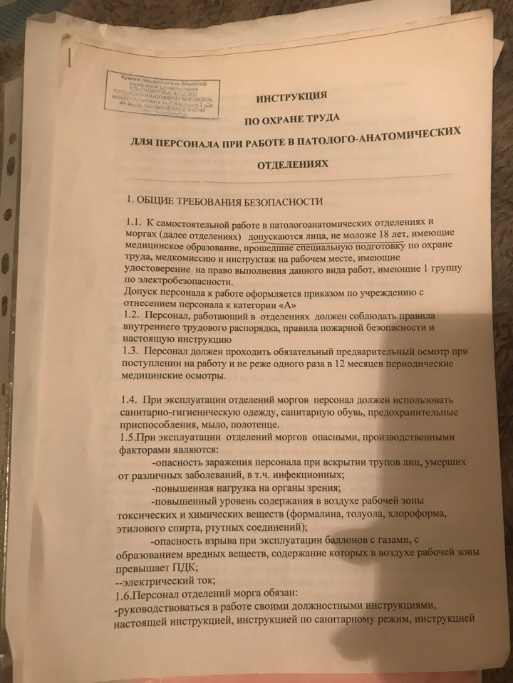 ИНСТРУКЦИЯ
ПО ОХРАНЕ ТРУДА
ДЛЯ ПЕРСОНАЛА ПРИ РАБОТЕ В ПАТОЛОГО-АНАТОМИЧЕСКИХ
ОТДЕЛЕНИЯХ
1. ОБЩИЕ ТРЕБОВАНИЯ БЕЗОПАСНОСТИ
1.1. К самостоятельной работе в патологоанатомических отделениях и
моргах (далее отделениях) допускаются лица, не моложе 18 лет, имеющие
медицинское образование, прошедшие специальную подготовку по охране
труда, медкомиссию и инструктаж на рабочем месте, имеющие
удостоверение на право выполнения данного вида работ, имеющие 1 группу
по электробезопасности.
Допуск персонала к работе оформляется приказом по учреждению с
отнесением персонала к категории «А»
1.2. Персонал, работающий в отделениях должен соблюдать правила
внутреннего трудового распорядка, правила пожарной безопасности и
настоящую инструкцию
1.3. Персонал должен проходить обязательный предварительный осмотр при
поступлении на работу и не реже одного раза в 12 месяцев периодические
медицинские осмотры.
1.4. При эксплуатации отделений моргов персонал должен использовать
санитарно-гигиеническую одежду, санитарную обувь, предохранительные
приспособления, мыло, полотенце.
1.5.При эксплуатации отделений моргов опасными, производственными
факторами являются:
-опасность заражения персонала при вскрытии трупов лиц, умерших
от различных заболеваний, в т.ч. инфекционных;
-повышенная нагрузка на органы зрения;
-повышенный уровень содержания в воздухе рабочей зоны
токсических и химических веществ (формалина, толуола, хлороформа,
этилового спирта, ртутных соединений);
-опасность взрыва при эксплуатации баллонов с газами, с
образованием вредных веществ, содержание которых в воздухе рабочей зоны
превышает ПДК;
--электрический ток;
1.6.Персонал отделений морга обязан:
-руководствоваться в работе своими должностными инструкциями,
настоящей инструкцией, инструкцией по санитарному режим, инструкцией